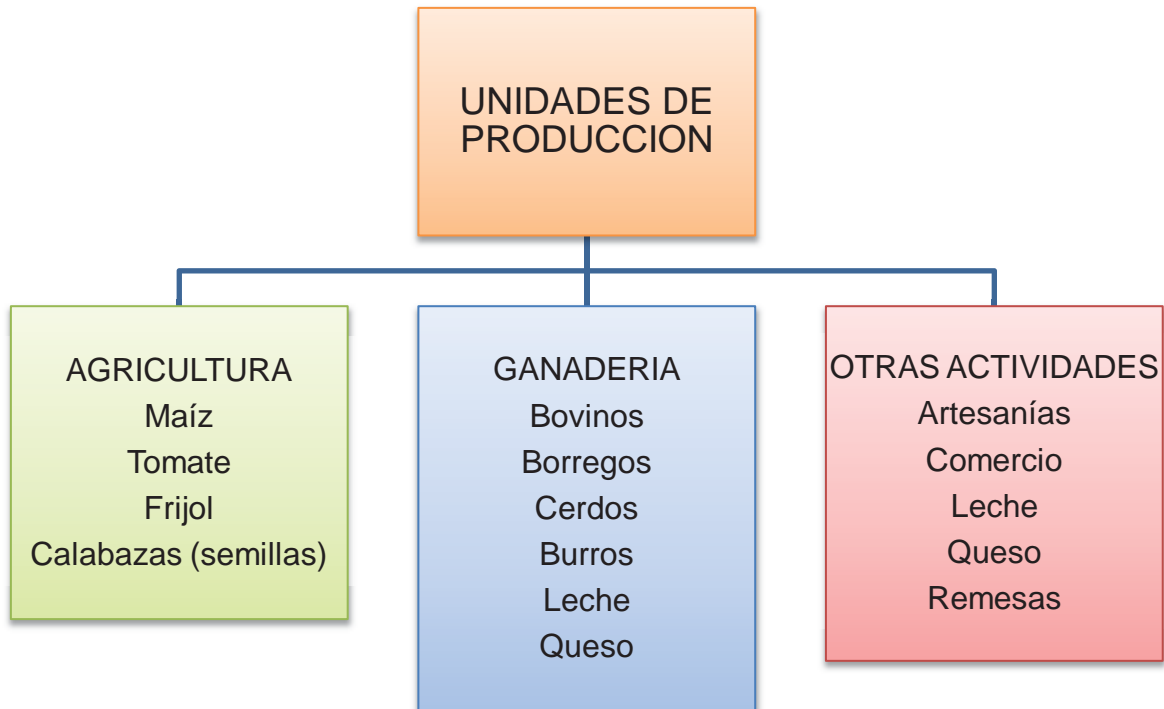 UNIDADES DE
PRODUCCION
AGRICULTURA
Maíz
Tomate
Frijol
Calabazas (semillas)
GANADERIA
Bovinos
Borregos
Cerdos
Burros
Leche
Queso
OTRAS ACTIVIDADES
Artesanías
Comercio
Leche
Queso
Remesas